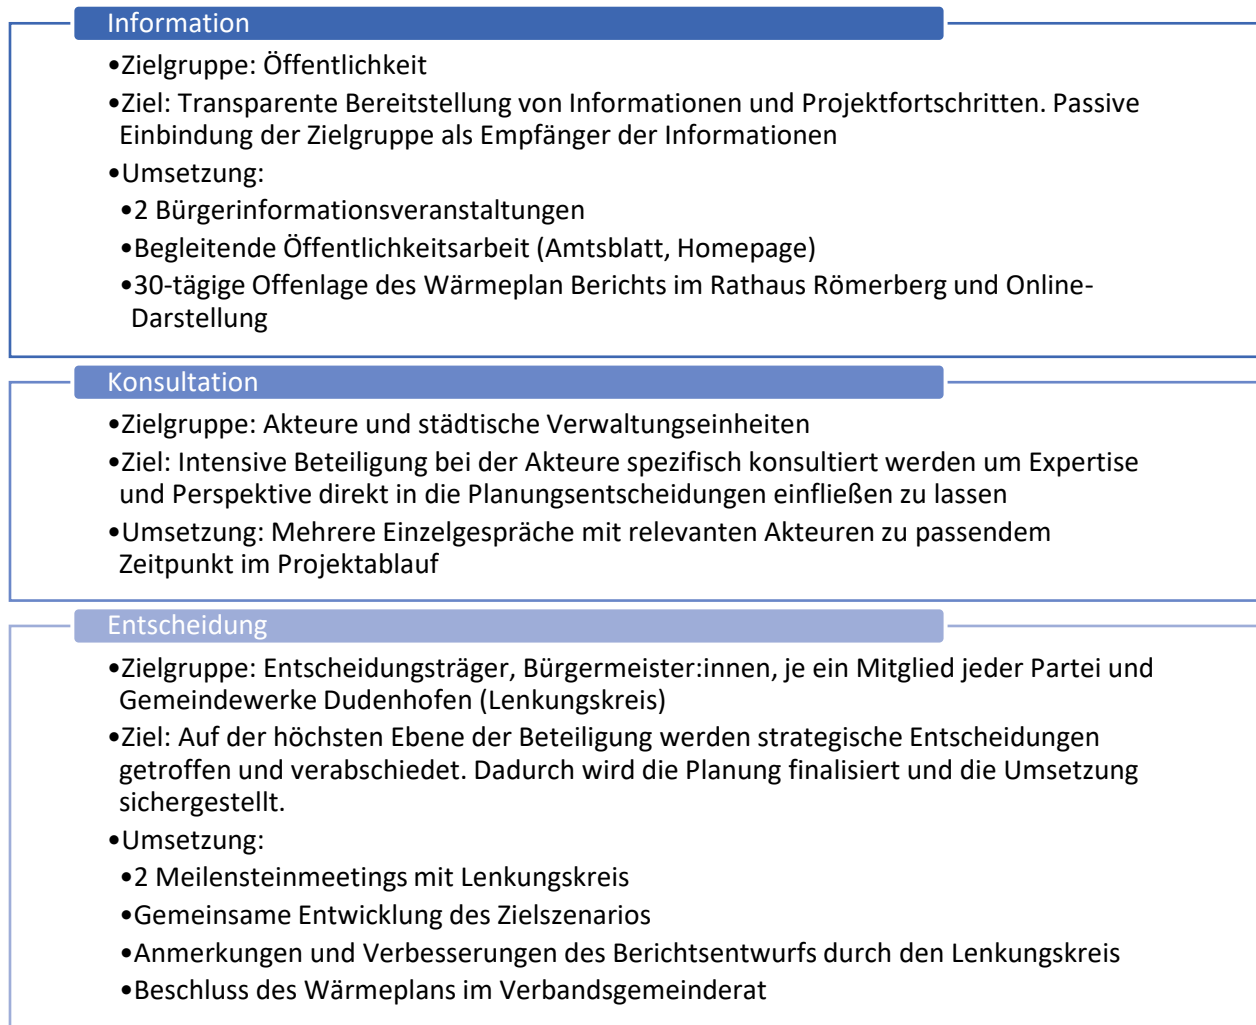 Information
•Zielgruppe: Öffentlichkeit
•Ziel: Transparente Bereitstellung von Informationen und Projektfortschritten. Passive
Einbindung der Zielgruppe als Empfänger der Informationen
•Umsetzung:
•2 Bürgerinformationsveranstaltungen
•Begleitende Öffentlichkeitsarbeit (Amtsblatt, Homepage)
•30-tägige Offenlage des Wärmeplan Berichts im Rathaus Römerberg und Online-
Darstellung
Konsultation
•Zielgruppe: Akteure und städtische Verwaltungseinheiten
•Ziel: Intensive Beteiligung bei der Akteure spezifisch konsultiert werden um Expertise
und Perspektive direkt in die Planungsentscheidungen einfließen zu lassen
•Umsetzung: Mehrere Einzelgespräche mit relevanten Akteuren zu passendem
Zeitpunkt im Projektablauf
Entscheidung
•Zielgruppe: Entscheidungsträger, Bürgermeister:innen, je ein Mitglied jeder Partei und
Gemeindewerke Dudenhofen (Lenkungskreis)
•Ziel: Auf der höchsten Ebene der Beteiligung werden strategische Entscheidungen
getroffen und verabschiedet. Dadurch wird die Planung finalisiert und die Umsetzung
sichergestellt.
•Umsetzung:
•2 Meilensteinmeetings mit Lenkungskreis
•Gemeinsame Entwicklung des Zielszenarios
•Anmerkungen und Verbesserungen des Berichtsentwurfs durch den Lenkungskreis
•Beschluss des Wärmeplans im Verbandsgemeinderat